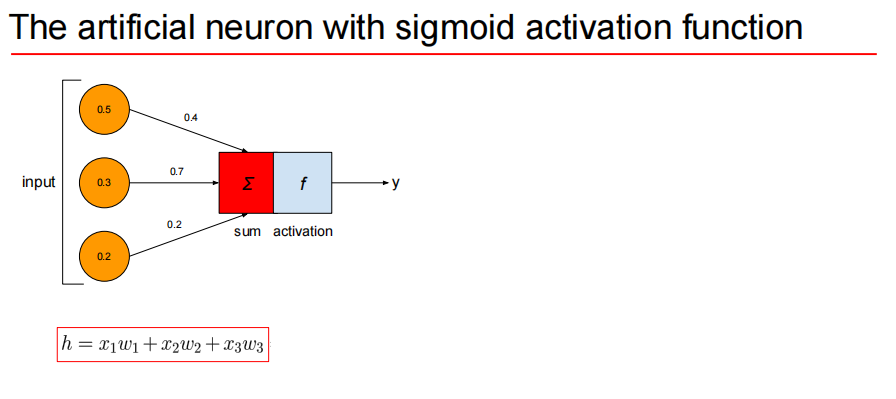 The artificial neuron with sigmoid activation function
0.5
0.4
input
0.3
0.7
Σ
f
y
0.2
0.2
sum activation
h = x₁w₁ + x₂w₂ + x₃w₃